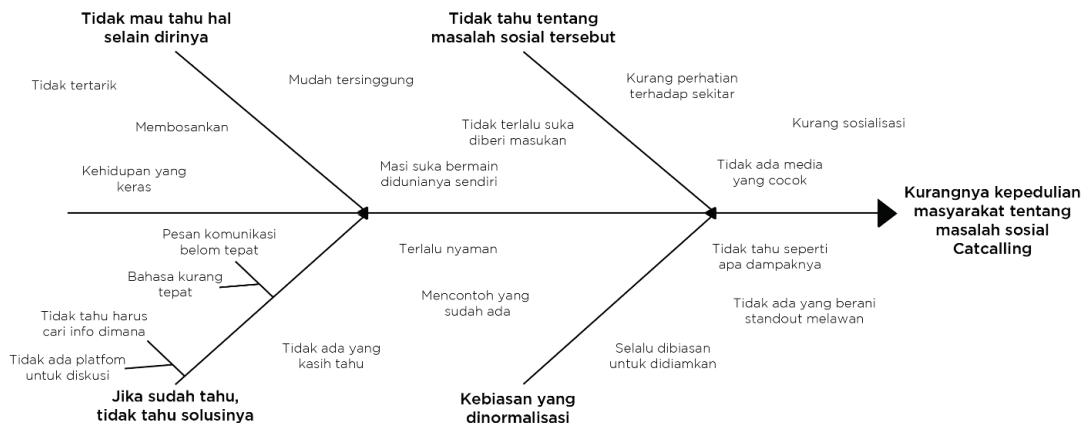 Tidak mau tahu hal
selain dirinya
Tidak tahu tentang
masalah sosial tersebut
Tidak tertarik
Mudah tersinggung
Kurang perhatian
terhadap sekitar
Membosankan
Tidak terlalu suka
diberi masukan
Kurang sosialisasi
Kehidupan yang
keras
Masi suka bermain
didunianya sendiri
Tidak ada media
yang cocok
Kurangnya kepedulian
masyarakat tentang
masalah sosial
Catcalling
Pesan komunikasi
belom tepat
Terlalu nyaman
Tidak tahu seperti
apa dampaknya
Bahasa kurang
tepat
Mencontoh yang
sudah ada
Tidak ada yang berani
standout melawan
Tidak tahu harus
cari info dimana
Tidak ada yang
kasih tahu
Selalu dibiasan
untuk didiamkan
Tidak ada platfom
untuk diskusi
Jika sudah tahu,
tidak tahu solusinya
Kebiasan yang
dinormalisasi